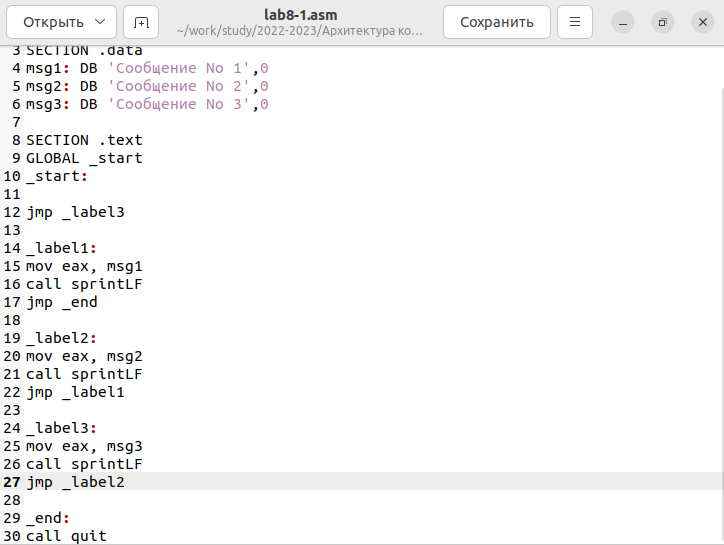 Открыть
lab8-1.asm
~/work/study/2022-2023/Архитектура ко...
Сохранить
3 SECTION .data
4 msg1: DB 'Сообщение No 1',0
5 msg2: DB 'Сообщение No 2',0
6 msg3: DB 'Сообщение No 3',0
7
8 SECTION .text
9 GLOBAL _start
10 _start:
11
12 jmp _label3
13
14 _label1:
15 mov eax, msg1
16 call sprintLF
17 jmp _end
18
19 _label2:
20 mov eax, msg2
21 call sprintLF
22 jmp _label1
23
24 _label3:
25 mov eax, msg3
26 call sprintLF
27 jmp _label2
28
29 _end:
30 call quit